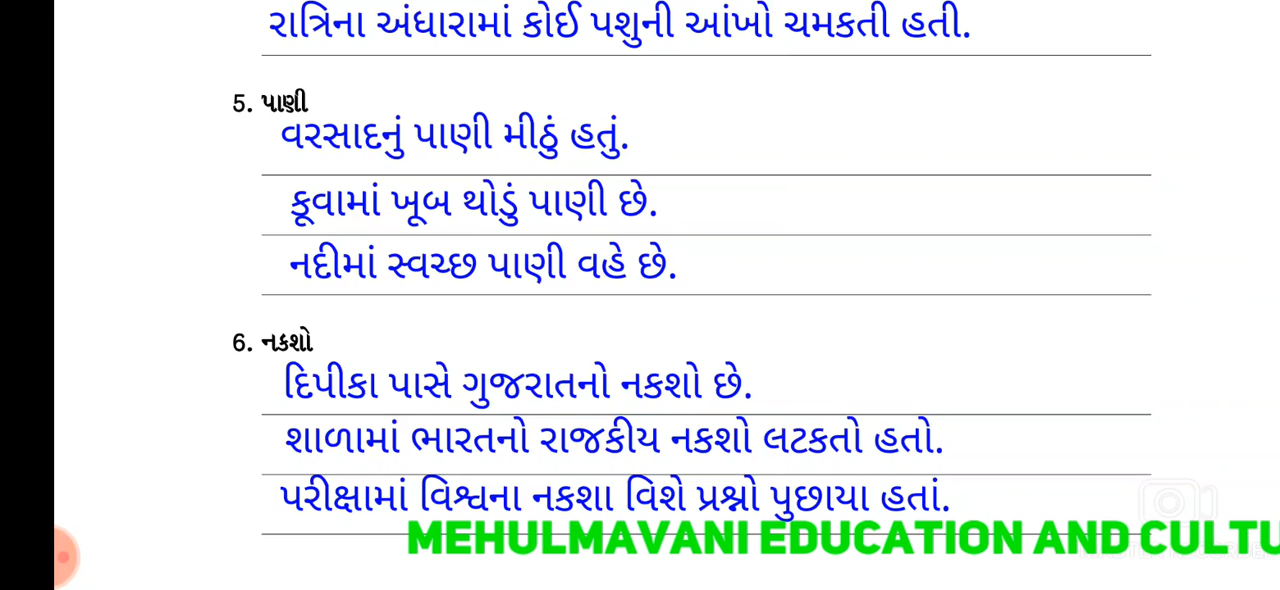 રાત્રિના અંધારામાં કોઈ પશુની આંખો ચમકતી હતી.
5. પાણી
વરસાદનું પાણી મીઠું હતું.
કૂવામાં ખૂબ થોડું પાણી છે.
નદીમાં સ્વચ્છ પાણી વહે છે.
6. નકશો
દિપીકા પાસે ગુજરાતનો નકશો છે.
શાળામાં ભારતનો રાજકીય નકશો લટકતો હતો.
પરીક્ષામાં વિશ્વના નકશા વિશે પ્રશ્નો પુછાયા હતાં.
MEHULMAVANI EDUCATION AND CULTU